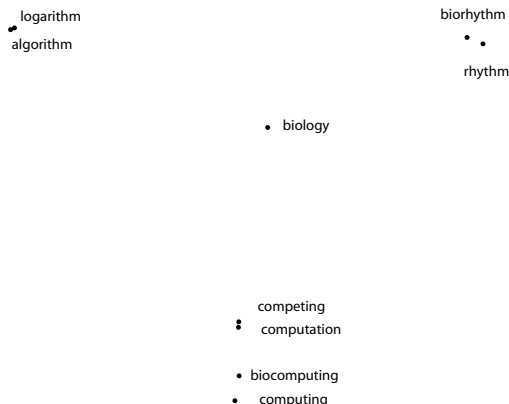 logarithm
algorithm
biorhythm
rhythm
biology
competing
computation
biocomputing
computing